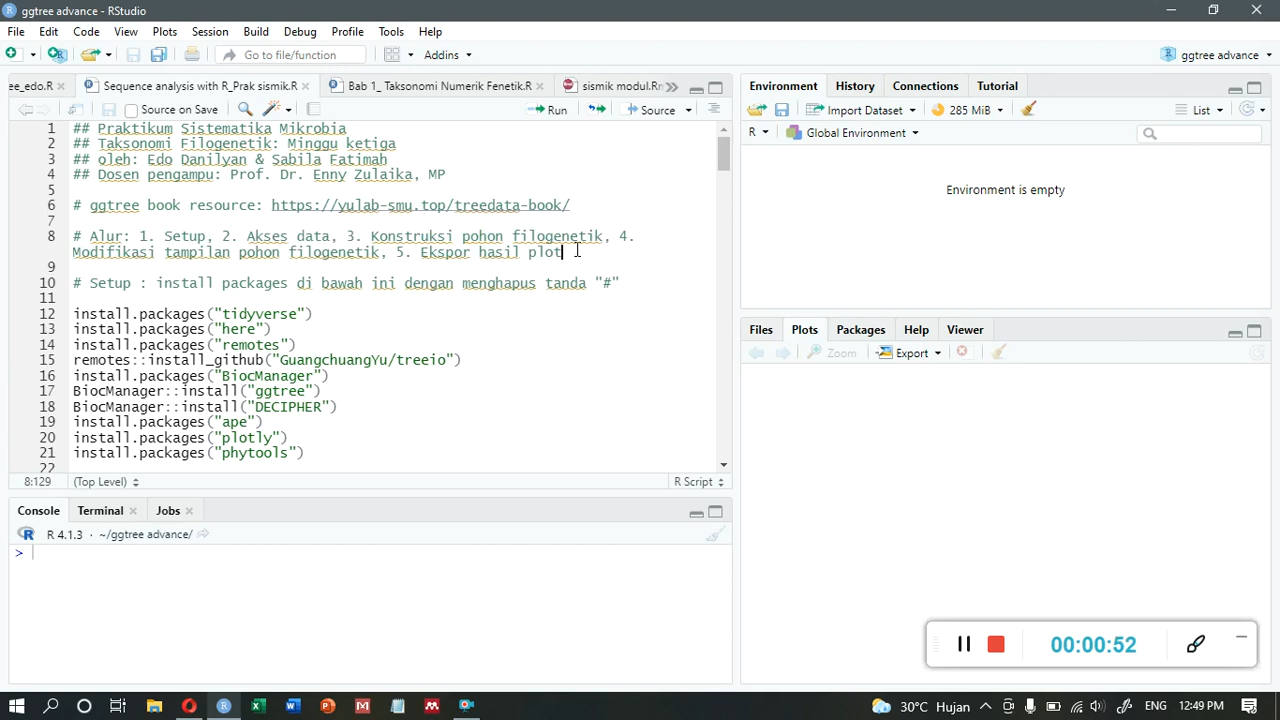 ggtree advance - RStudio
File Edit Code View Plots Session Build Debug Profile Tools Help
Go to file/function Addins ggtree advance
ee_edo.R Sequence analysis with R_Prak sismik.R Bab 1_ Taksonomi Numerik Fenetik.R sismik modul.Rn
Source on Save Run Source
1 ## Praktikum Sistematika Mikrobia
2 ## Taksonomi Filogenetik: Minggu ketiga
3 ## oleh: Edo Danilyan & Sabila Fatimah
4 ## Dosen pengampu: Prof. Dr. Enny Zulaika, MP
5
6 # ggtree book resource: https://yulab-smu.top/treedata-book/
7
8 # Alur: 1. Setup, 2. Akses data, 3. Konstruksi pohon filogenetik, 4.
Modifikasi tampilan pohon filogenetik, 5. Ekspor hasil plot
9
10 # Setup : install packages di bawah ini dengan menghapus tanda "#"
11
12 install.packages("tidyverse")
13 install.packages("here")
14 install.packages("remotes")
15 remotes::install_github("GuangchuangYu/treeio")
16 install.packages("BiocManager")
17 BiocManager::install("ggtree")
18 BiocManager::install("DECIPHER")
19 install.packages("ape")
20 install.packages("plotly")
21 install.packages("phytools")
22
8:129 (Top Level) R Script
Console Terminal Jobs
R 4.1.3 · ~/ggtree advance/
>
Environment History Connections Tutorial
Import Dataset 285 MiB List
R Global Environment
Environment is empty
Files Plots Packages Help Viewer
Zoom Export
00:00:52
30°C Hujan ENG 12:49 PM